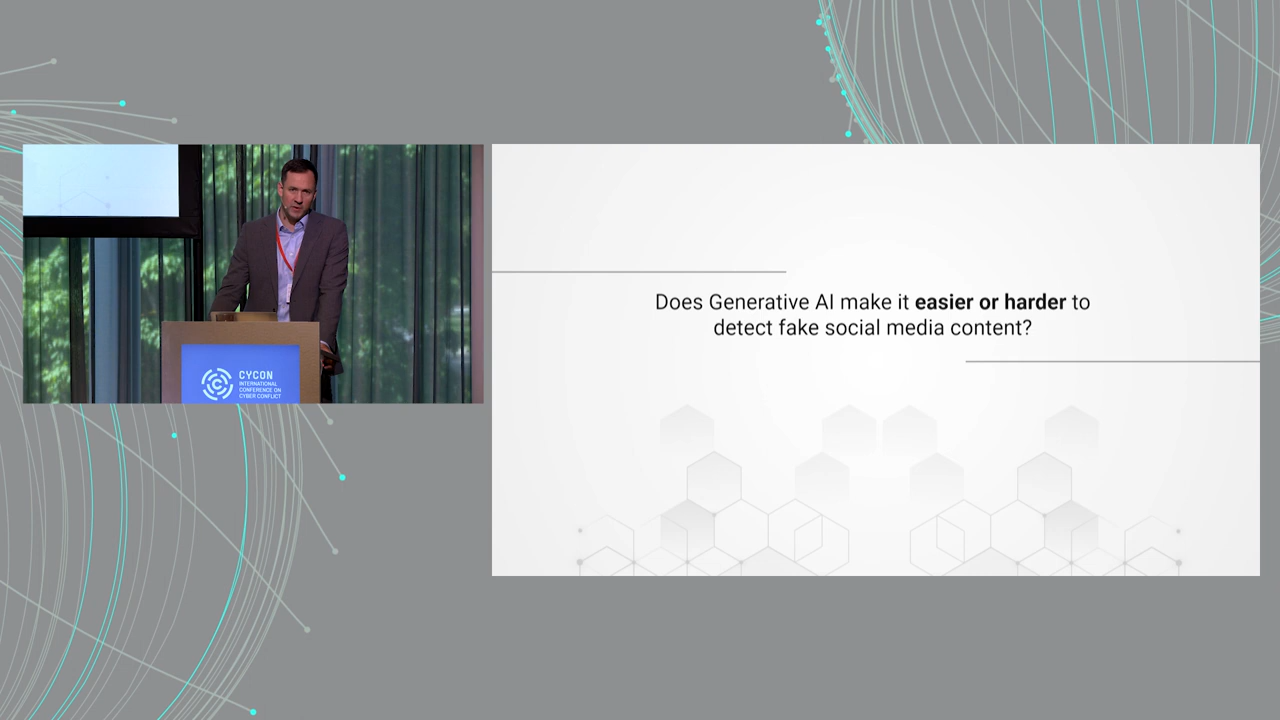 CYCON
INTERNATIONAL
CONFERENCE ON
CYBER CONFLICT
Does Generative AI make it easier or harder to
detect fake social media content?